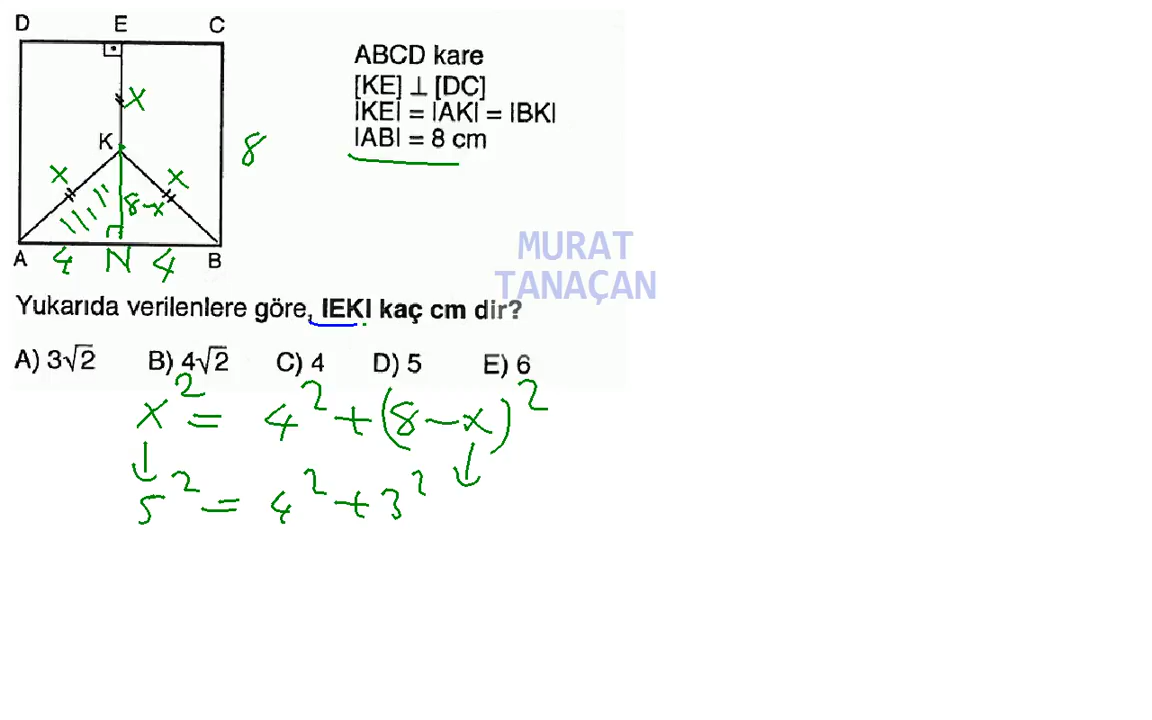 D E C
ABCD kare
[KE] ⊥ [DC]
|KE| = |AK| = |BK|
|AB| = 8 cm
x
K
8
x x
8-x
A 4 N 4 B
MURAT
TANAÇAN
Yukarıda verilenlere göre, |EK| kaç cm dir?
A) 3√2 B) 4√2 C) 4 D) 5 E) 6
x² = 4² + (8-x)²
5² = 4² + 3²